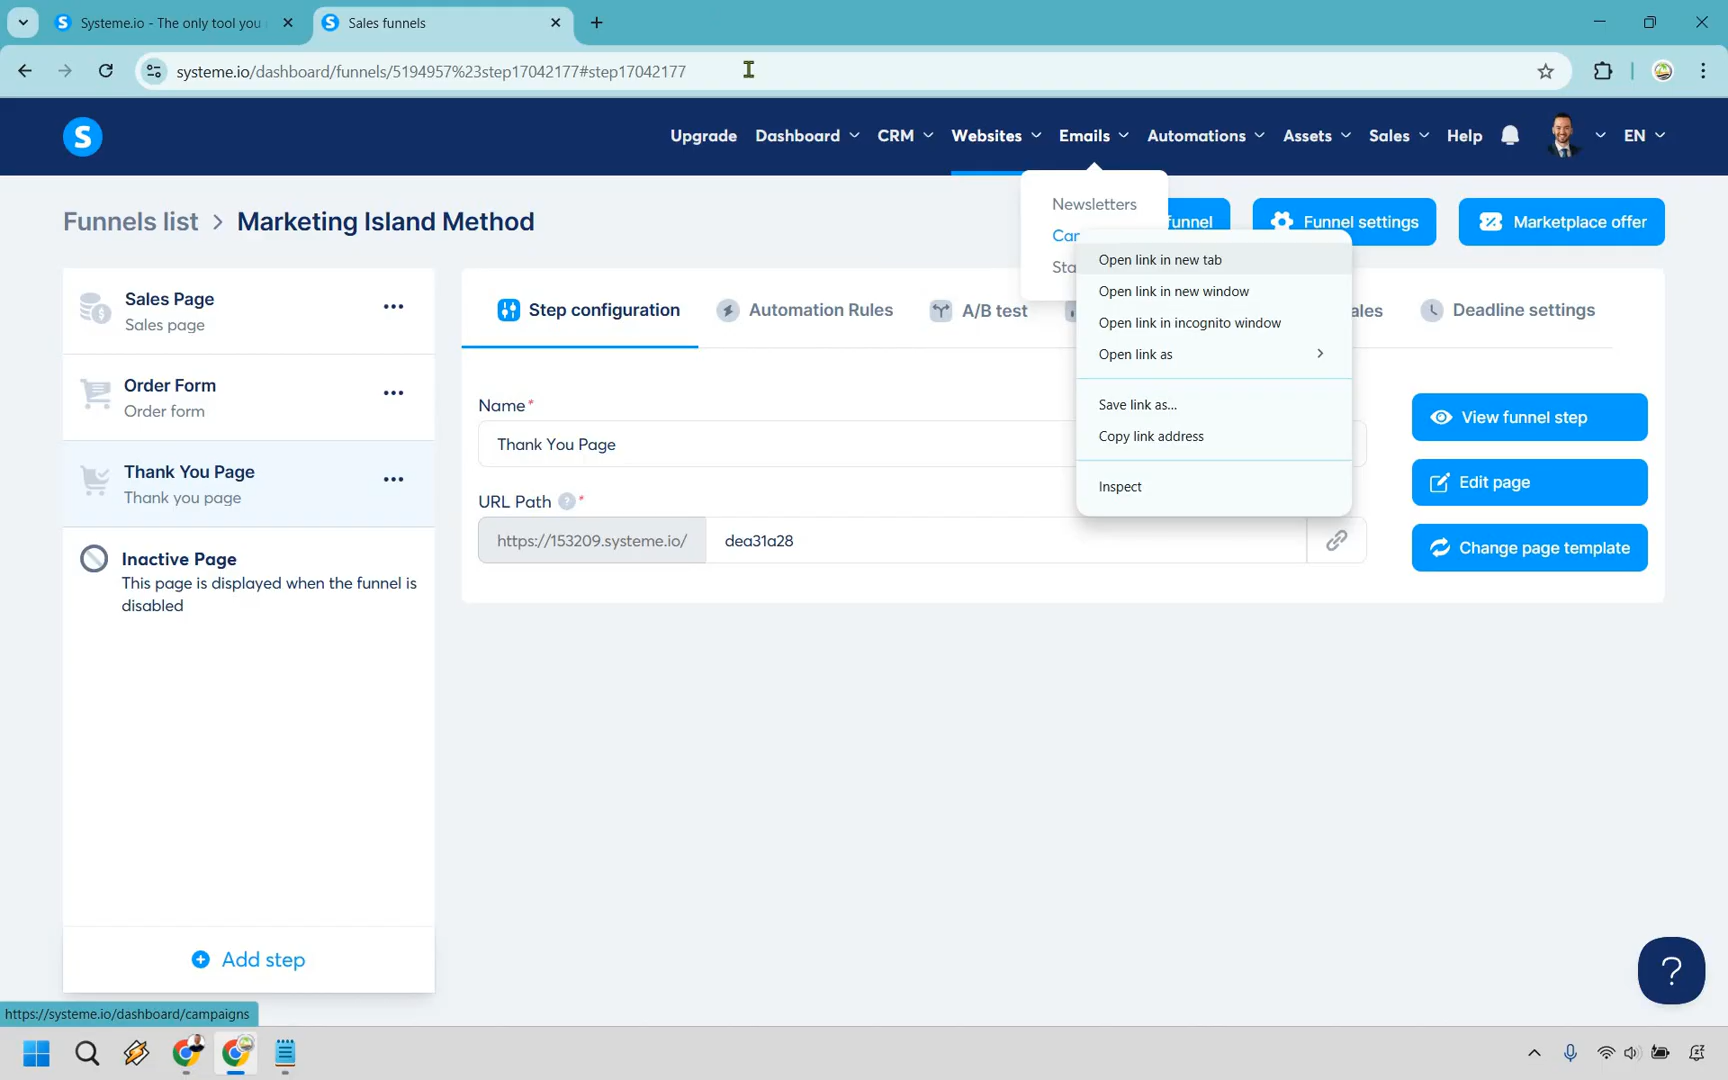 Systeme.io - The only tool you
Sales funnels
systeme.io/dashboard/funnels/5194957%23step17042177#step17042177
S
Upgrade
Dashboard
CRM
Websites
Emails
Automations
Assets
Sales
Help
EN
Funnels list > Marketing Island Method
Newsletters
Car
Sta
funnel
Funnel settings
Marketplace offer
Open link in new tab
Open link in new window
Open link in incognito window
Open link as
Save link as...
Copy link address
Inspect
Sales Page
Sales page
Order Form
Order form
Thank You Page
Thank you page
Inactive Page
This page is displayed when the funnel is
disabled
Add step
Step configuration
Automation Rules
A/B test
ales
Deadline settings
Name*
Thank You Page
URL Path ? *
https://153209.systeme.io/
dea31a28
View funnel step
Edit page
Change page template
?
https://systeme.io/dashboard/campaigns